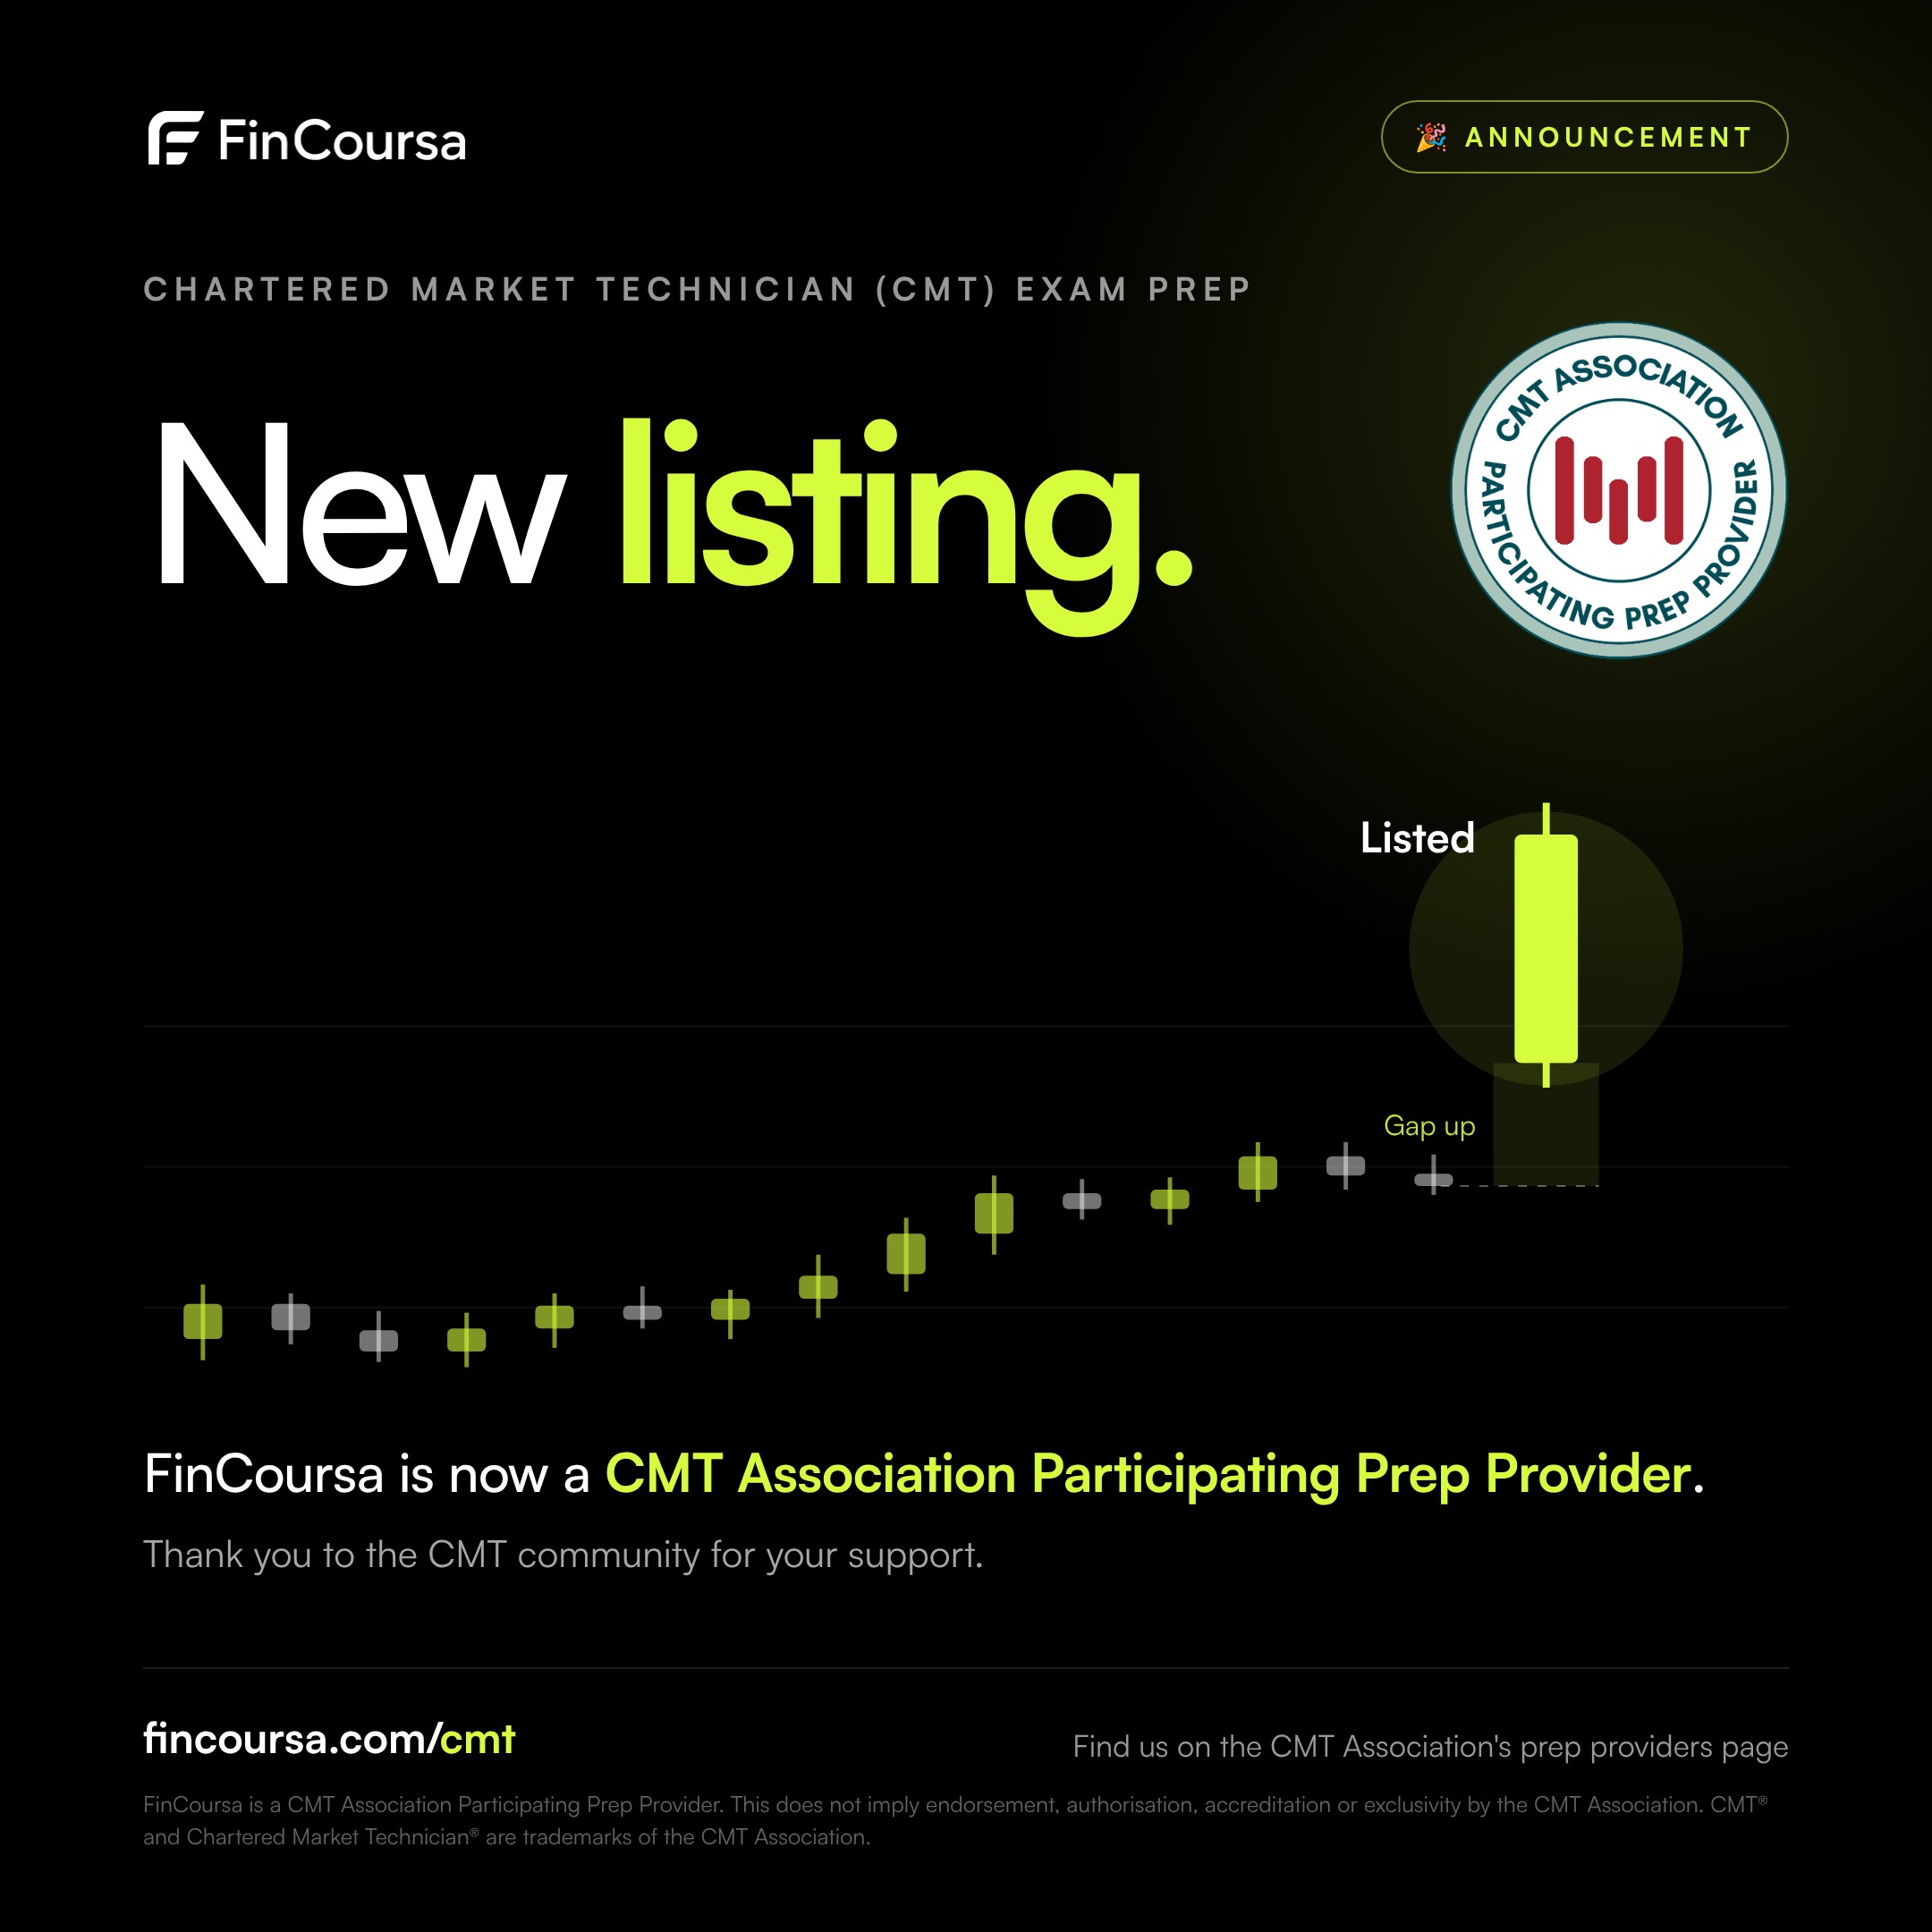 FinCoursa
🎉 ANNOUNCEMENT
CHARTERED MARKET TECHNICIAN (CMT) EXAM PREP
New listing.
CMT ASSOCIATION
PARTICIPATING PREP PROVIDER
Listed
Gap up
FinCoursa is now a CMT Association Participating Prep Provider.
Thank you to the CMT community for your support.
fincoursa.com/cmt
Find us on the CMT Association's prep providers page
FinCoursa is a CMT Association Participating Prep Provider. This does not imply endorsement, authorisation, accreditation or exclusivity by the CMT Association. CMT®
and Chartered Market Technician® are trademarks of the CMT Association.